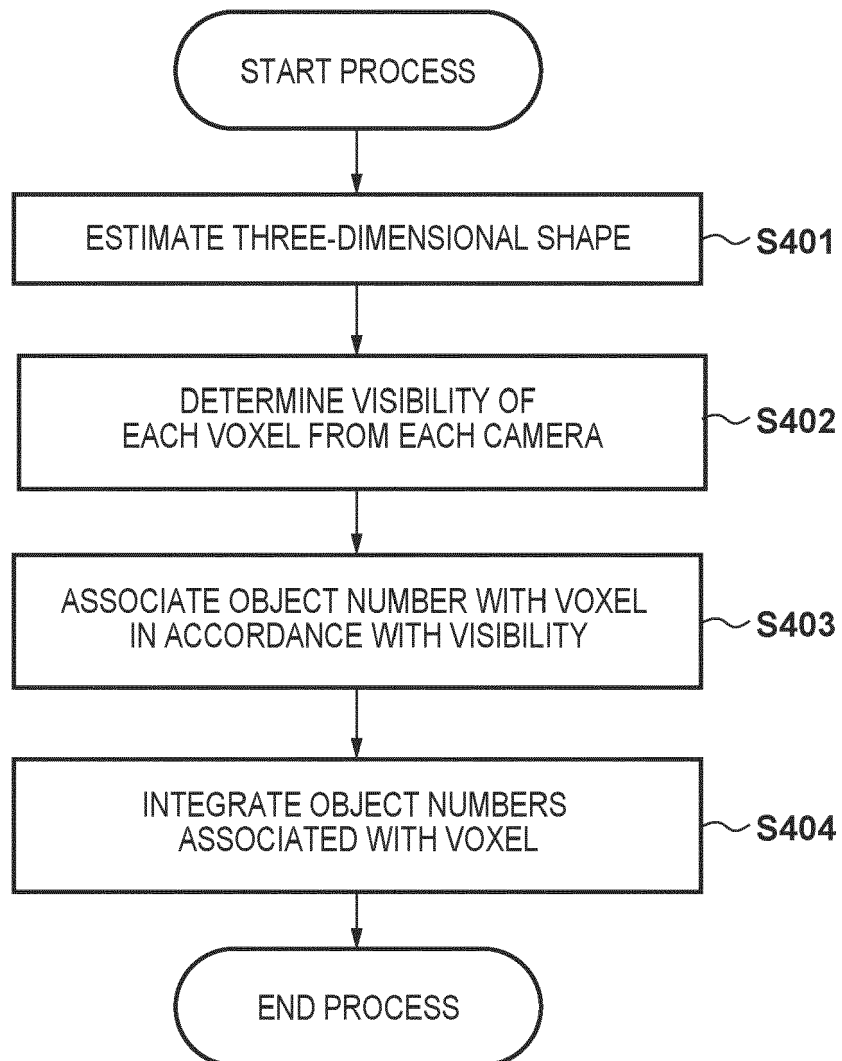 START PROCESS
ESTIMATE THREE-DIMENSIONAL SHAPE
S401
DETERMINE VISIBILITY OF
EACH VOXEL FROM EACH CAMERA
S402
ASSOCIATE OBJECT NUMBER WITH VOXEL
IN ACCORDANCE WITH VISIBILITY
S403
INTEGRATE OBJECT NUMBERS
ASSOCIATED WITH VOXEL
S404
END PROCESS